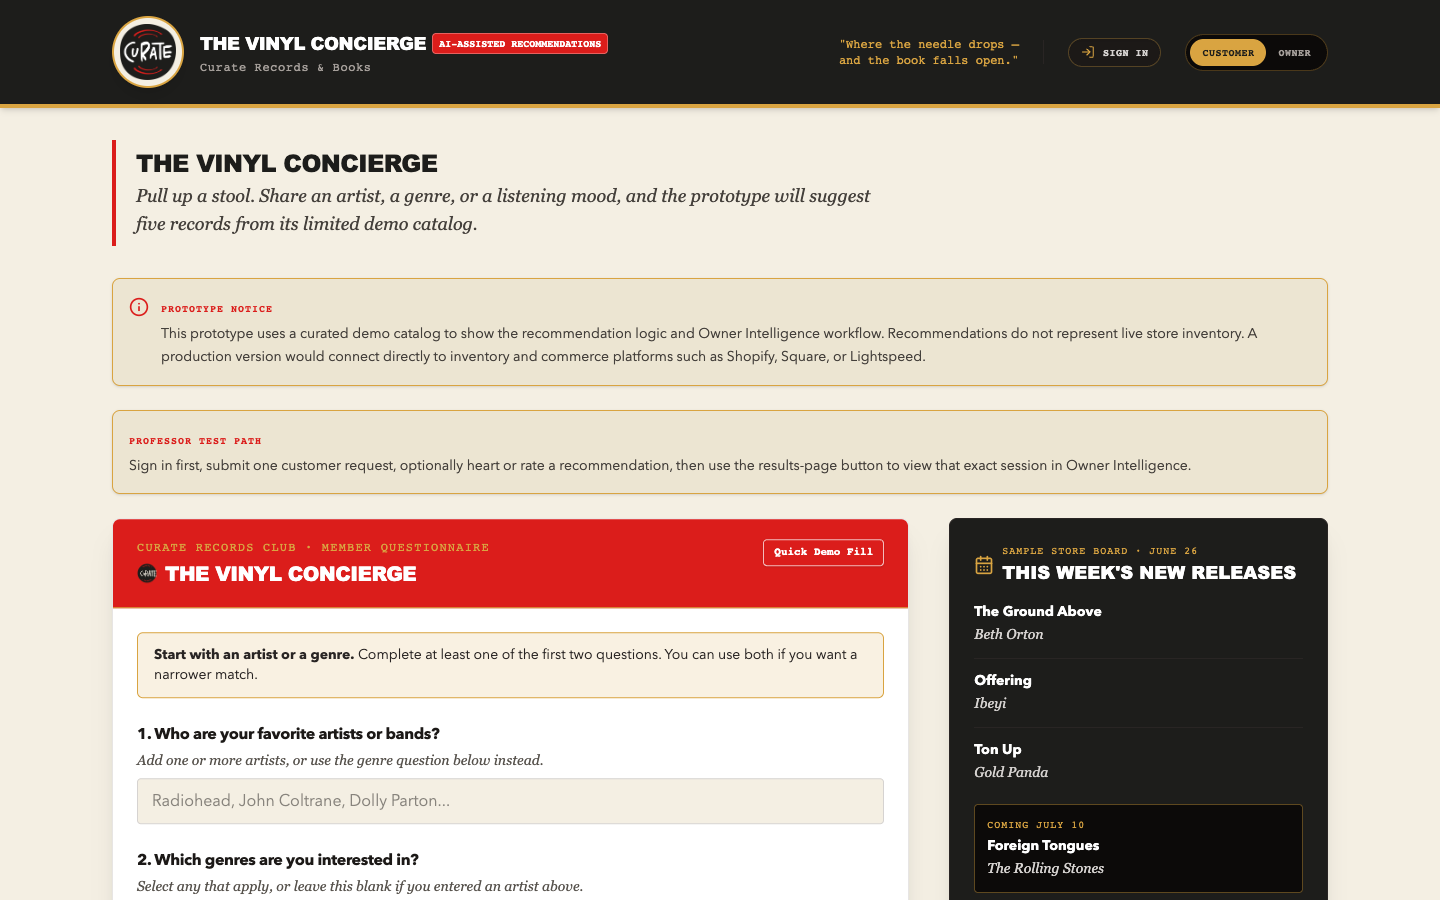 CURATE
THE VINYL CONCIERGE
AI-ASSISTED RECOMMENDATIONS
Curate Records & Books
"Where the needle drops —
and the book falls open."
SIGN IN
CUSTOMER
OWNER
THE VINYL CONCIERGE
Pull up a stool. Share an artist, a genre, or a listening mood, and the prototype will suggest
five records from its limited demo catalog.
PROTOTYPE NOTICE
This prototype uses a curated demo catalog to show the recommendation logic and Owner Intelligence workflow. Recommendations do not represent live store inventory. A
production version would connect directly to inventory and commerce platforms such as Shopify, Square, or Lightspeed.
PROFESSOR TEST PATH
Sign in first, submit one customer request, optionally heart or rate a recommendation, then use the results-page button to view that exact session in Owner Intelligence.
CURATE RECORDS CLUB • MEMBER QUESTIONNAIRE
CURATE
THE VINYL CONCIERGE
Quick Demo Fill
Start with an artist or a genre. Complete at least one of the first two questions. You can use both if you want a
narrower match.
1. Who are your favorite artists or bands?
Add one or more artists, or use the genre question below instead.
Radiohead, John Coltrane, Dolly Parton...
2. Which genres are you interested in?
Select any that apply, or leave this blank if you entered an artist above.
SAMPLE STORE BOARD • JUNE 26
THIS WEEK'S NEW RELEASES
The Ground Above
Beth Orton
Offering
Ibeyi
Ton Up
Gold Panda
COMING JULY 10
Foreign Tongues
The Rolling Stones